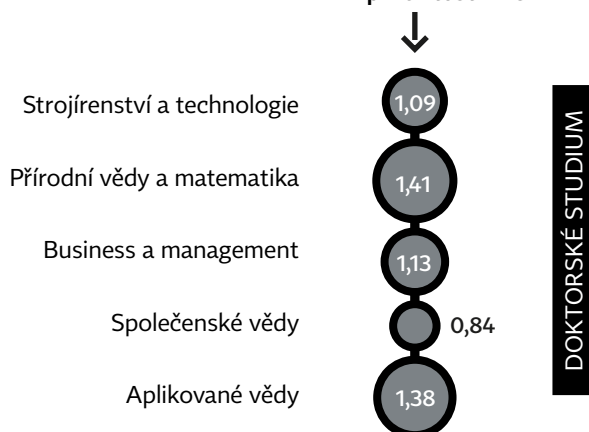 Strojírenství a technologie
1,09
Přírodní vědy a matematika
1,41
Business a management
1,13
Společenské vědy
0,84
Aplikované vědy
1,38
DOKTORSKÉ STUDIUM